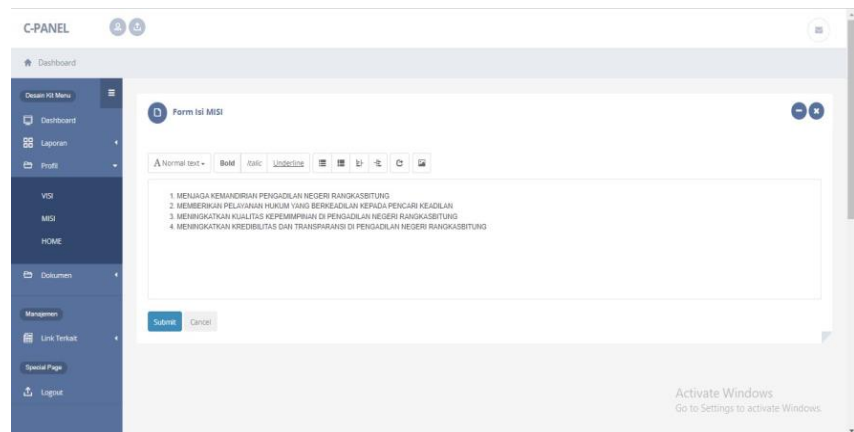 C-PANEL
Dashboard
Desain Kit Menu
Dashboard
Laporan
Profil
VISI
MISI
HOME
Dokumen
Manajemen
Link Terkait
Special Page
Logout
Form Isi MISI
A Normal text Bold Italic Underline
1. MENJAGA KEMANDIRIAN PENGADILAN NEGERI RANGKASBITUNG
2. MEMBERIKAN PELAYANAN HUKUM YANG BERKEADILAN KEPADA PENCARI KEADILAN
3. MENINGKATKAN KUALITAS KEPEMIMPINAN DI PENGADILAN NEGERI RANGKASBITUNG
4. MENINGKATKAN KREDIBILITAS DAN TRANSPARANSI DI PENGADILAN NEGERI RANGKASBITUNG
Submit Cancel
Activate Windows
Go to Settings to activate Windows.